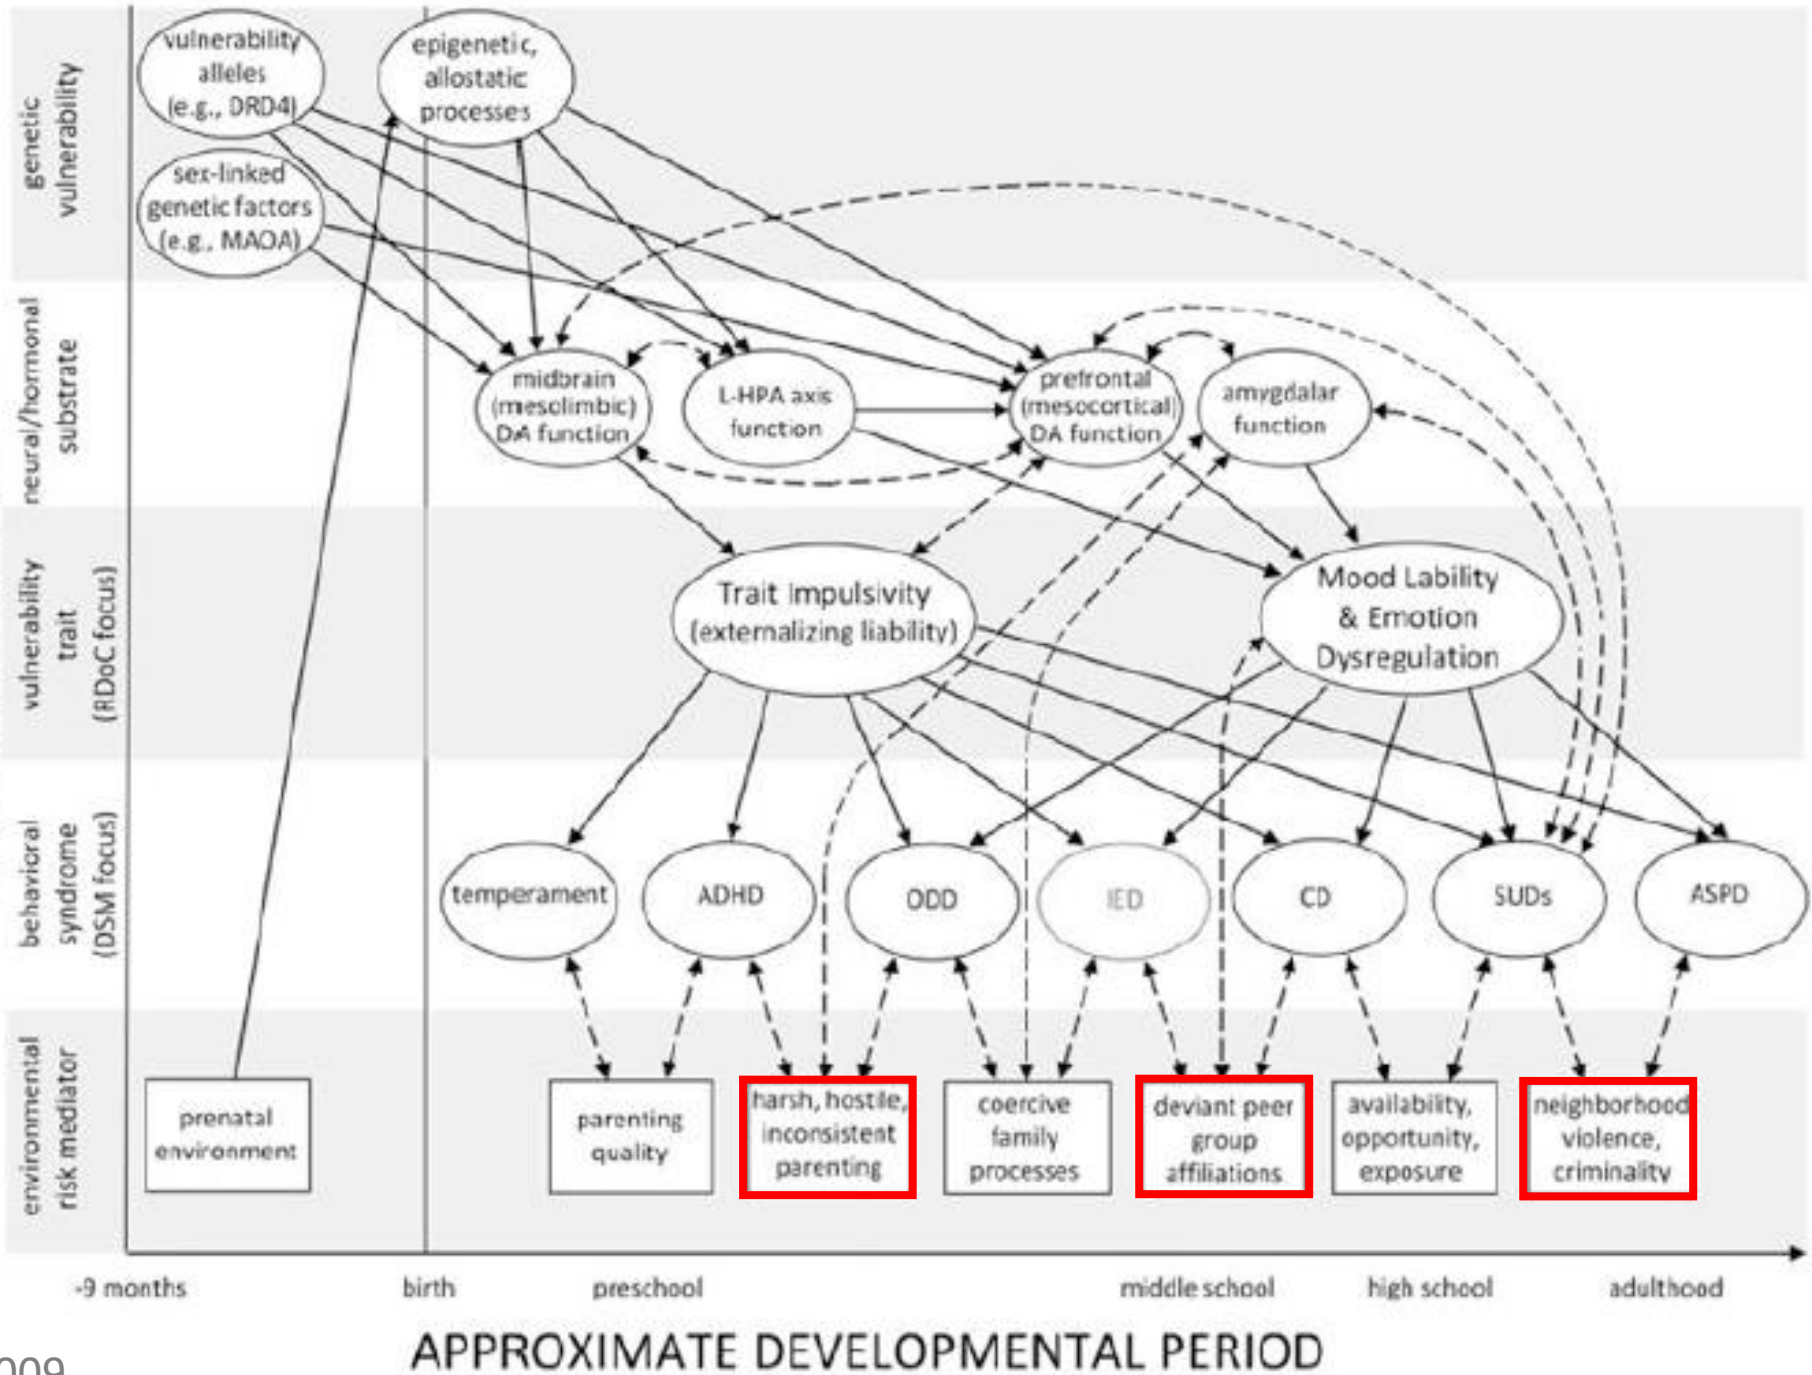 genetic
vulnerability
vulnerability
alleles
(e.g., DRD4)
epigenetic,
allostatic
processes
sex-linked
genetic factors
(e.g., MAOA)
neural/hormonal
substrate
midbrain
(mesolimbic)
DA function
L-HPA axis
function
prefrontal
(mesocortical)
DA function
amygdalar
function
vulnerability
trait
(RDoC focus)
Trait Impulsivity
(externalizing liability)
Mood Lability
& Emotion
Dysregulation
behavioral
syndrome
(DSM focus)
temperament
ADHD
ODD
IED
CD
SUDs
ASPD
environmental
risk mediator
prenatal
environment
parenting
quality
harsh, hostile,
inconsistent
parenting
coercive
family
processes
deviant peer
group
affiliations
availability,
opportunity,
exposure
neighborhood
violence,
criminality
-9 months
birth
preschool
middle school
high school
adulthood
APPROXIMATE DEVELOPMENTAL PERIOD